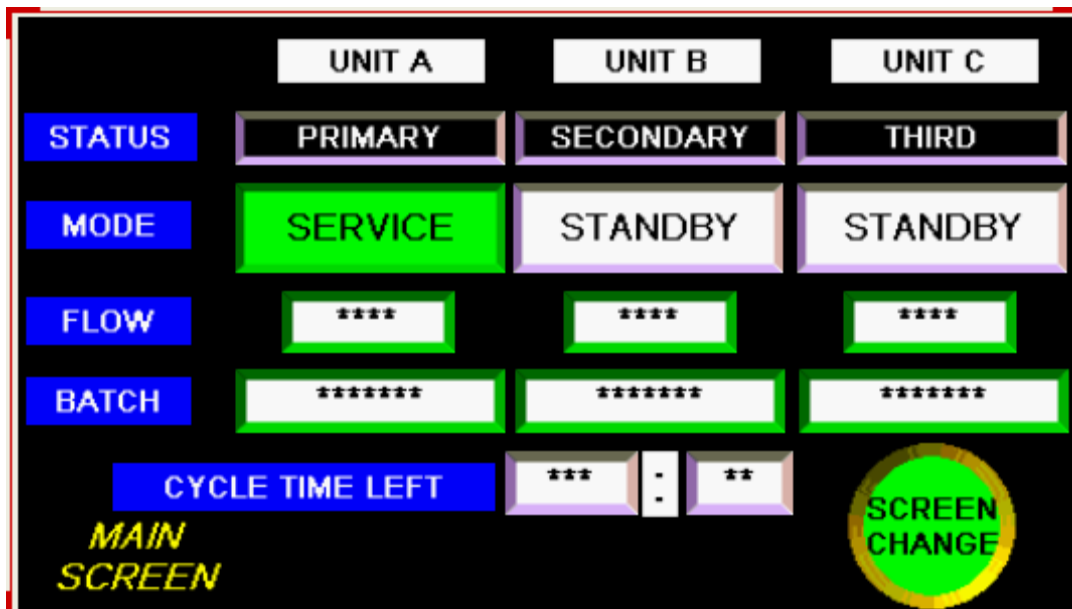 UNIT A UNIT B UNIT C
STATUS PRIMARY SECONDARY THIRD
MODE SERVICE STANDBY STANDBY
FLOW **** **** ****
BATCH ******* ******* *******
CYCLE TIME LEFT *** : **
MAIN
SCREEN
SCREEN
CHANGE